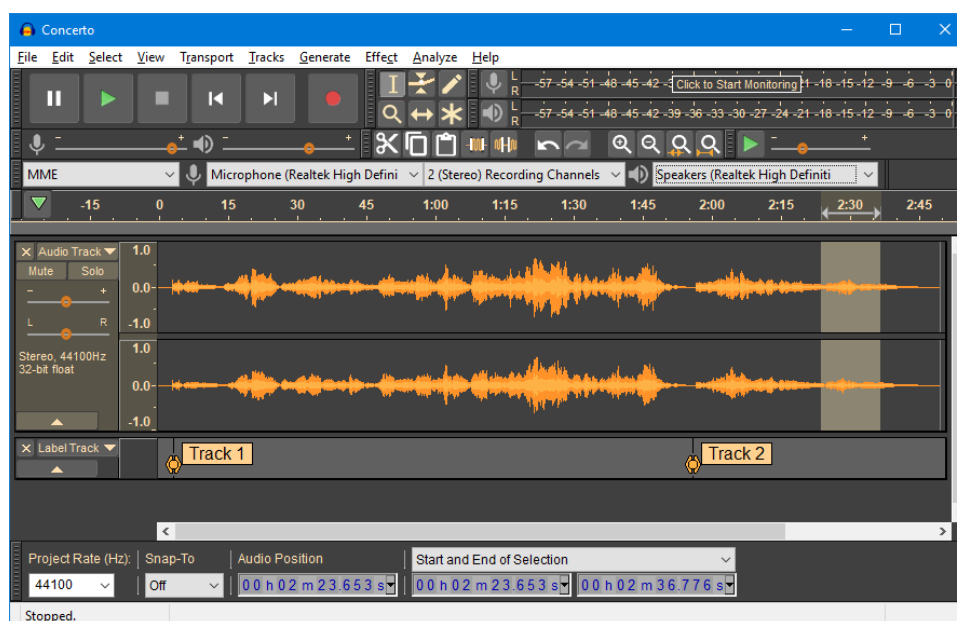 Concerto
File Edit Select View Transport Tracks Generate Effect Analyze Help
L R -57 -54 -51 -48 -45 -42 Click to Start Monitoring -18 -15 -12 -9 -6 -3 0
L R -57 -54 -51 -48 -45 -42 -39 -36 -33 -30 -27 -24 -21 -18 -15 -12 -9 -6 -3 0
- + - + - +
MME Microphone (Realtek High Defini 2 (Stereo) Recording Channels Speakers (Realtek High Definiti
-15 0 15 30 45 1:00 1:15 1:30 1:45 2:00 2:15 2:30 2:45
Audio Track 1.0
Mute Solo
- + 0.0
L R -1.0
Stereo, 44100Hz 1.0
32-bit float
0.0
-1.0
Label Track
Track 1 Track 2
Project Rate (Hz): Snap-To Audio Position Start and End of Selection
44100 Off 00 h 02 m 23.653 s 00 h 02 m 23.653 s 00 h 02 m 36.776 s
Stopped.